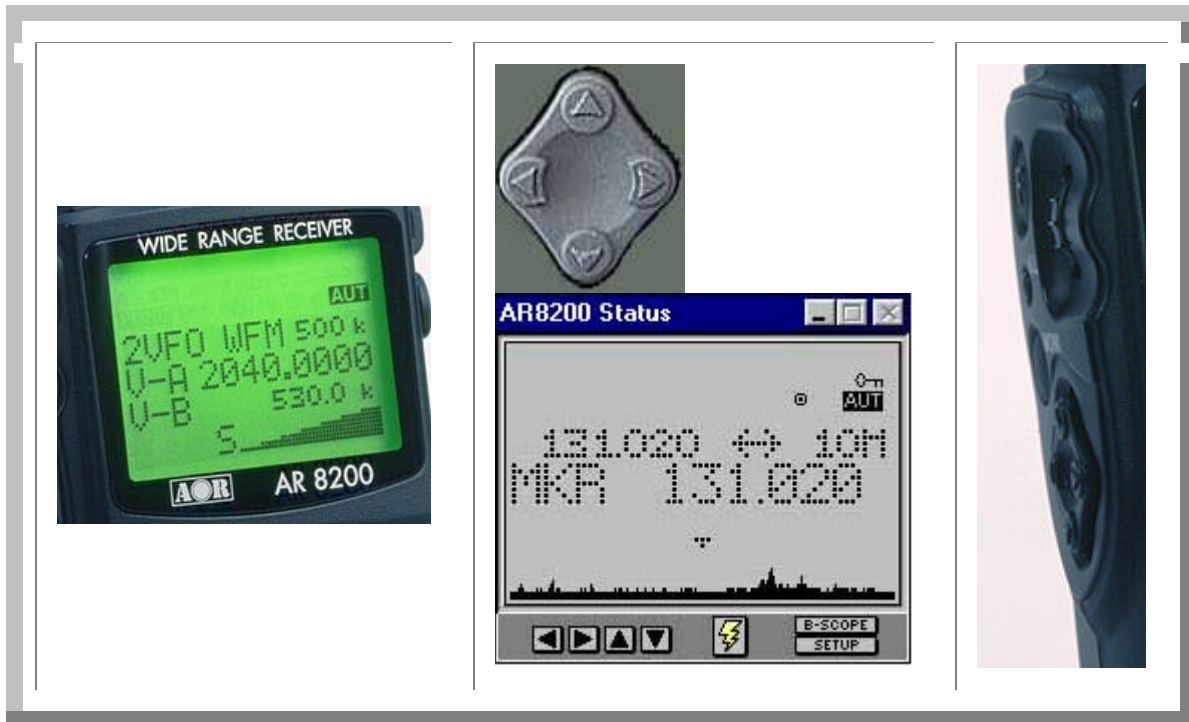 WIDE RANGE RECEIVER
AUT
2VFO WFM 500 k
V-A 2040.0000
V-B 530.0 k
S
AOR AR 8200
AR8200 Status
AUT
131.020 ↔ 10M
MKR 131.020
B-SCOPE
SETUP